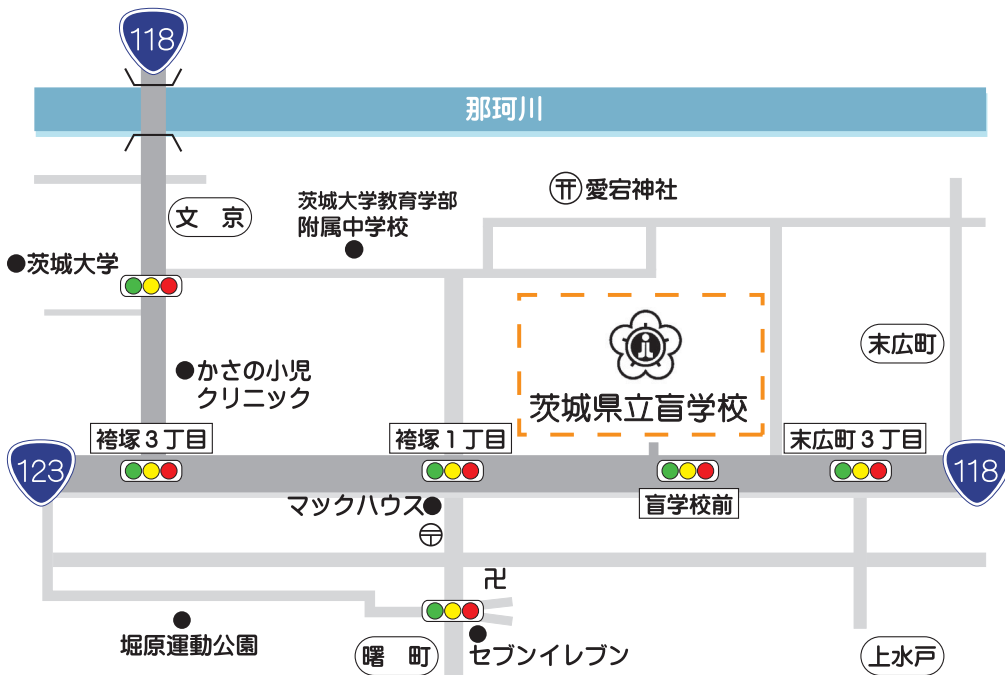 118
那珂川
愛宕神社
茨城大学教育学部
附属中学校
文 京
茨城大学
末広町
かさの小児
クリニック
茨城県立盲学校
袴塚3丁目
袴塚1丁目
末広町3丁目
123
118
マックハウス
盲学校前
〒
卍
堀原運動公園
曙 町
セブンイレブン
上水戸